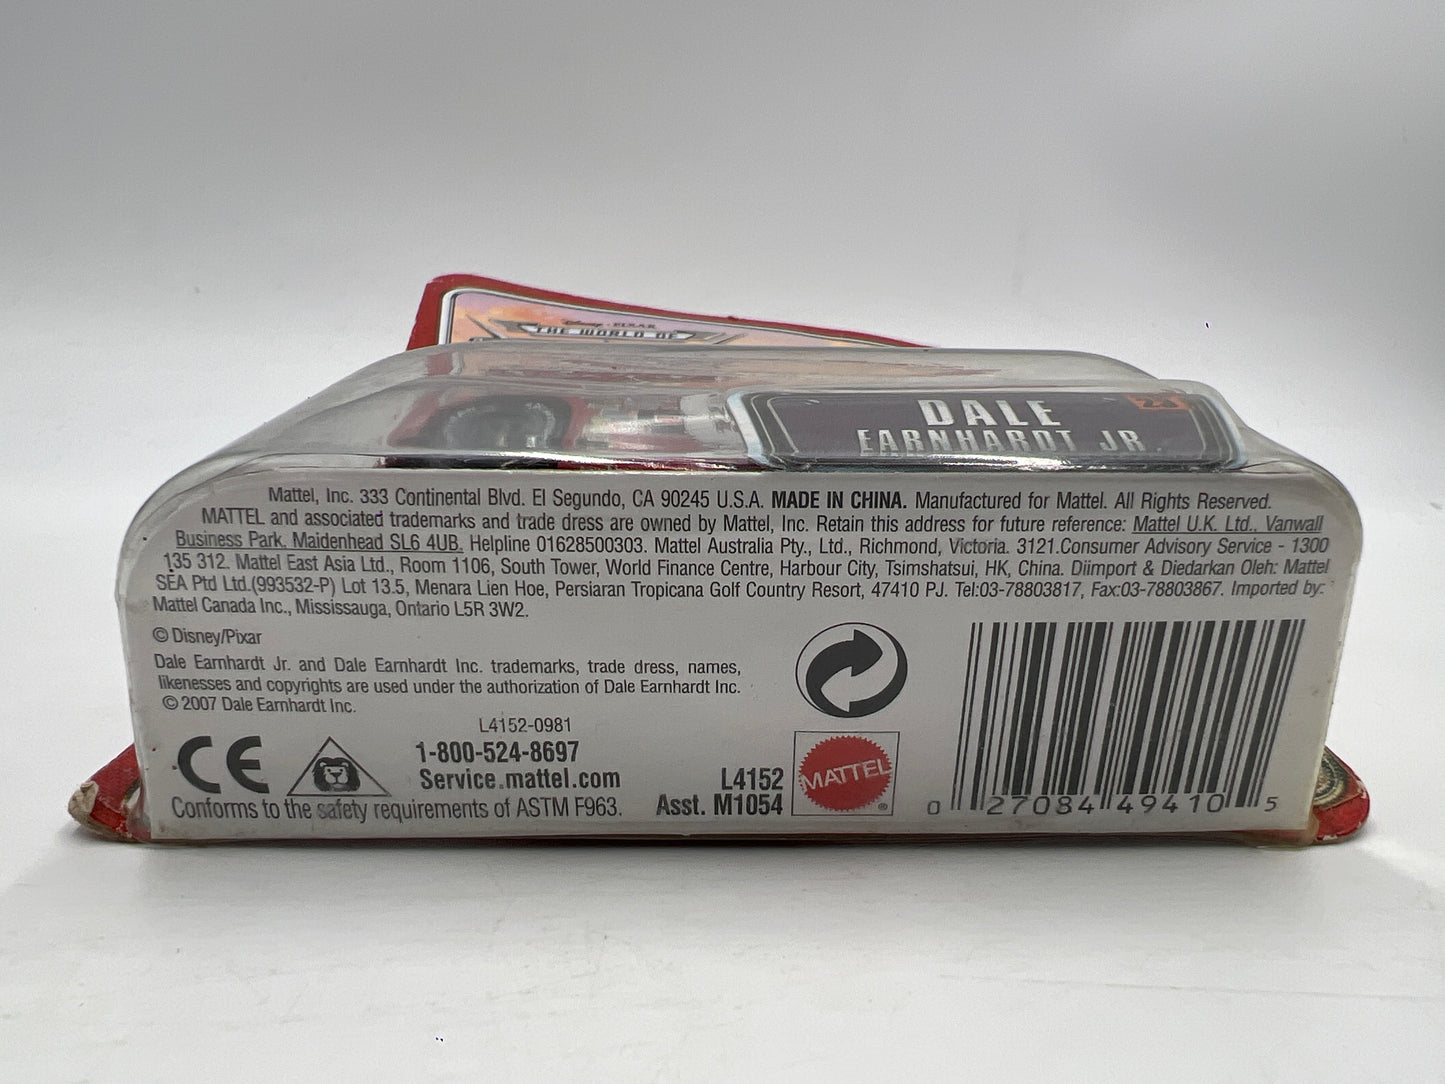 Disney · PIXAR
THE WORLD OF
DALE
EARNHARDT JR.
Mattel, Inc. 333 Continental Blvd. El Segundo, CA 90245 U.S.A. MADE IN CHINA. Manufactured for Mattel. All Rights Reserved.
MATTEL and associated trademarks and trade dress are owned by Mattel, Inc. Retain this address for future reference: Mattel U.K. Ltd., Vanwall
Business Park, Maidenhead SL6 4UB. Helpline 01628500303. Mattel Australia Pty., Ltd., Richmond, Victoria. 3121.Consumer Advisory Service - 1300
135 312. Mattel East Asia Ltd., Room 1106, South Tower, World Finance Centre, Harbour City, Tsimshatsui, HK, China. Diimport & Diedarkan Oleh: Mattel
SEA Ptd Ltd.(993532-P) Lot 13.5, Menara Lien Hoe, Persiaran Tropicana Golf Country Resort, 47410 PJ. Tel:03-78803817, Fax:03-78803867. Imported by:
Mattel Canada Inc., Mississauga, Ontario L5R 3W2.
© Disney/Pixar
Dale Earnhardt Jr. and Dale Earnhardt Inc. trademarks, trade dress, names,
likenesses and copyrights are used under the authorization of Dale Earnhardt Inc.
© 2007 Dale Earnhardt Inc.
L4152-0981
CE
1-800-524-8697
Service.mattel.com
Conforms to the safety requirements of ASTM F963.
L4152
Asst. M1054
MATTEL ®
0 27084 49410 5